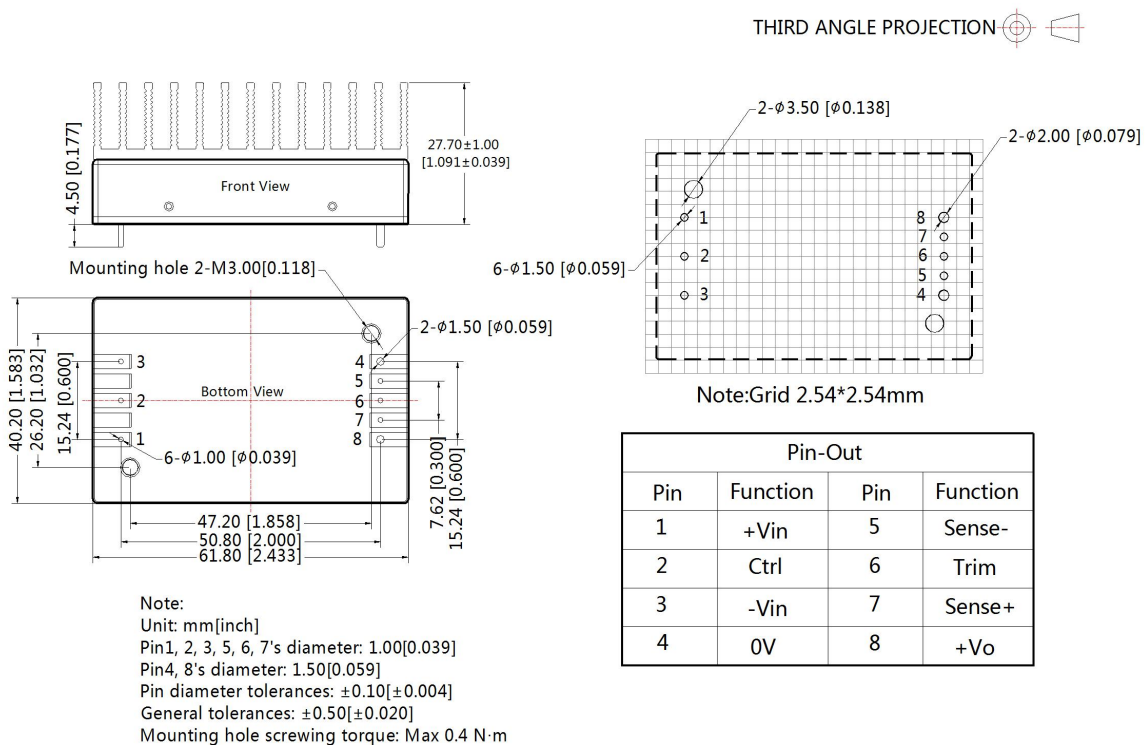 THIRD ANGLE PROJECTION
27.70±1.00
[1.091±0.039]
4.50 [0.177]
Front View
Mounting hole 2-M3.00[0.118]
2-φ1.50 [φ0.059]
3
2
1
4
5
6
7
8
Bottom View
6-φ1.00 [φ0.039]
40.20 [1.583]
26.20 [1.032]
15.24 [0.600]
7.62 [0.300]
15.24 [0.600]
47.20 [1.858]
50.80 [2.000]
61.80 [2.433]
Note:
Unit: mm[inch]
Pin1, 2, 3, 5, 6, 7's diameter: 1.00[0.039]
Pin4, 8's diameter: 1.50[0.059]
Pin diameter tolerances: ±0.10[±0.004]
General tolerances: ±0.50[±0.020]
Mounting hole screwing torque: Max 0.4 N·m
2-φ3.50 [φ0.138]
2-φ2.00 [φ0.079]
6-φ1.50 [φ0.059]
1
2
3
8
7
6
5
4
Note:Grid 2.54*2.54mm
Pin-Out
Pin Function Pin Function
1 +Vin 5 Sense-
2 Ctrl 6 Trim
3 -Vin 7 Sense+
4 0V 8 +Vo